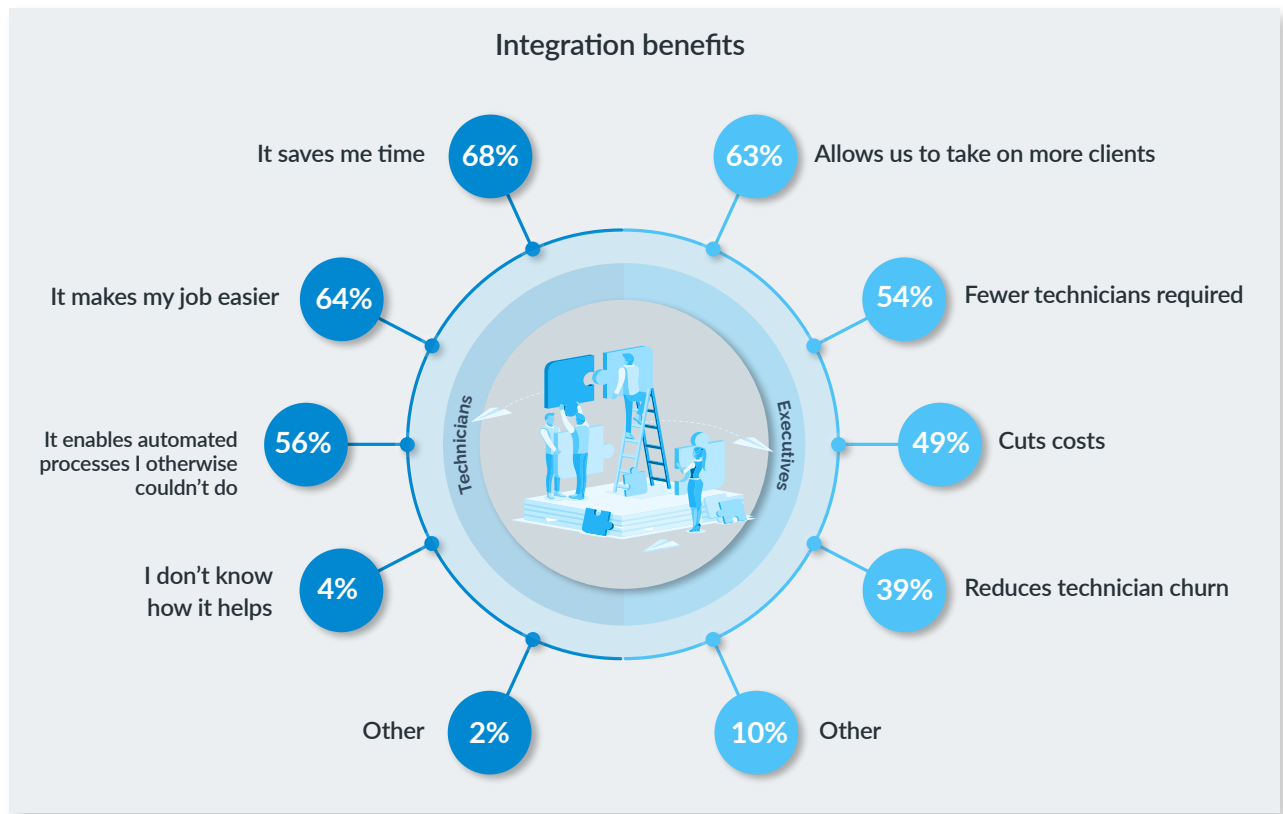 Integration benefits
It saves me time
68%
It makes my job easier
64%
It enables automated
processes I otherwise
couldn't do
56%
I don't know
how it helps
4%
Other
2%
Technicians
Executives
63%
Allows us to take on more clients
54%
Fewer technicians required
49%
Cuts costs
39%
Reduces technician churn
10%
Other